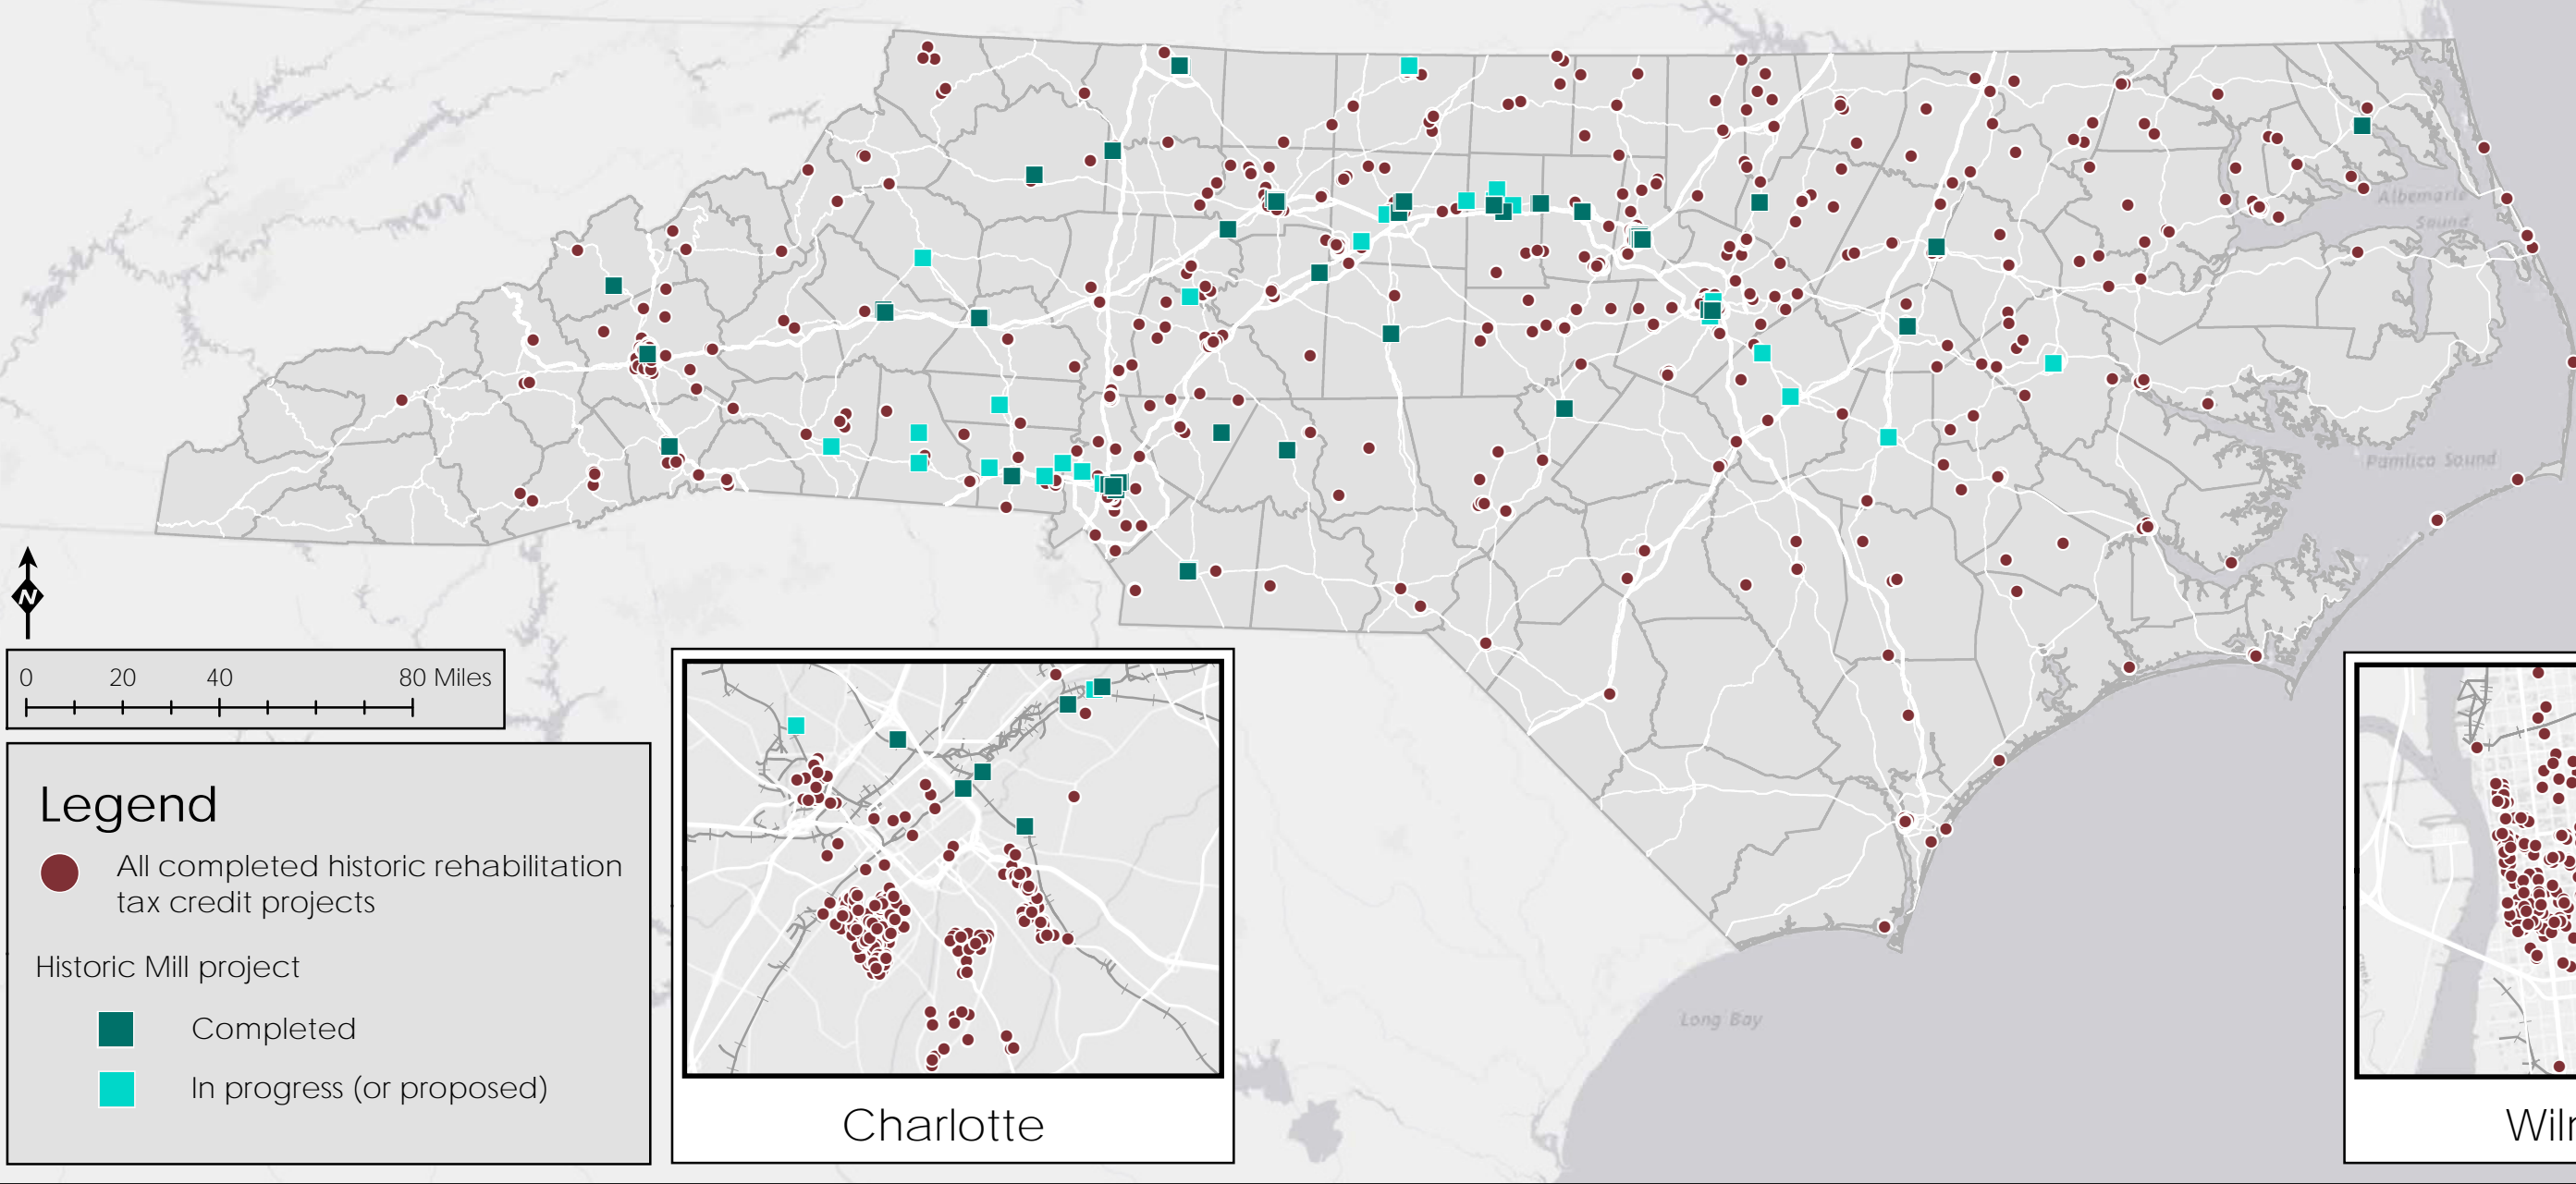 Albemarle
Sound
Pamlico Sound
N
0 20 40 80 Miles
Legend
All completed historic rehabilitation
tax credit projects
Historic Mill project
Completed
In progress (or proposed)
Charlotte
Long Bay
Wilm